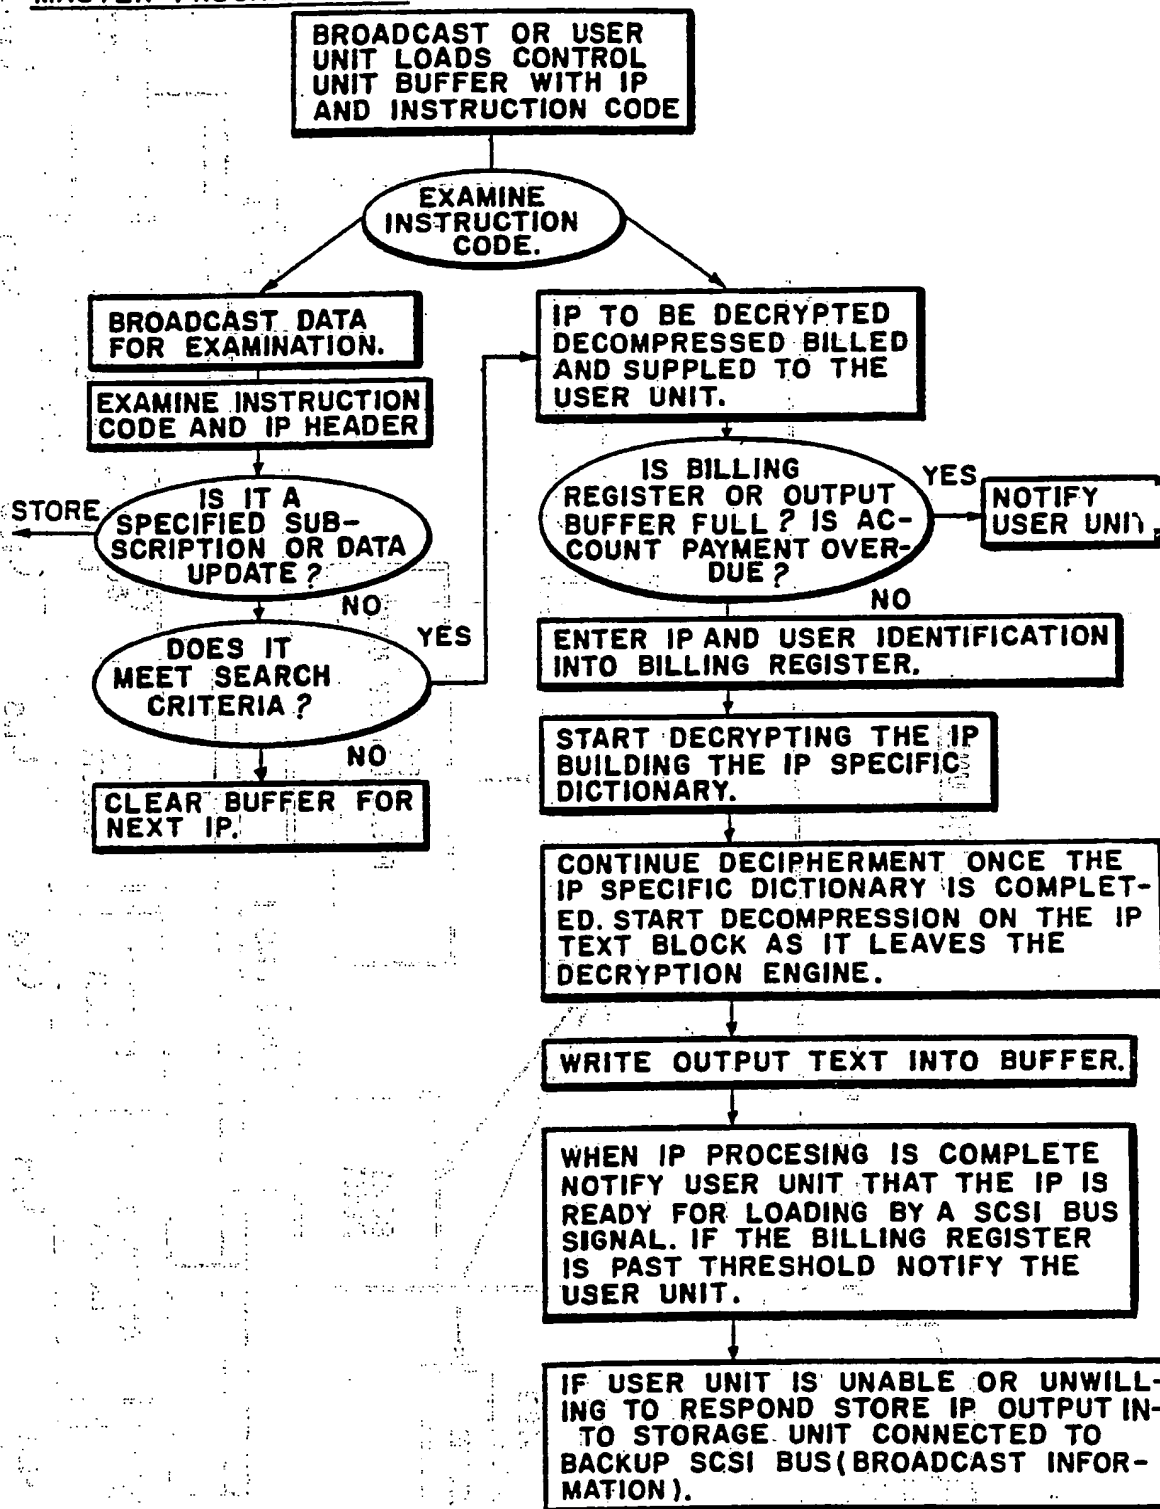 BROADCAST OR USER
UNIT LOADS CONTROL
UNIT BUFFER WITH IP
AND INSTRUCTION CODE
EXAMINE
INSTRUCTION
CODE.
BROADCAST DATA
FOR EXAMINATION.
EXAMINE INSTRUCTION
CODE AND IP HEADER
STORE
IS IT A
SPECIFIED SUB-
SCRIPTION OR DATA
UPDATE?
NO
DOES IT
MEET SEARCH
CRITERIA?
YES
NO
CLEAR BUFFER FOR
NEXT IP.
IP TO BE DECRYPTED
DECOMPRESSED BILLED
AND SUPPLED TO THE
USER UNIT.
IS BILLING
REGISTER OR OUTPUT
BUFFER FULL? IS AC-
COUNT PAYMENT OVER-
DUE?
YES
NOTIFY
USER UNIT.
NO
ENTER IP AND USER IDENTIFICATION
INTO BILLING REGISTER.
START DECRYPTING THE IP
BUILDING THE IP SPECIFIC
DICTIONARY.
CONTINUE DECIPHERMENT ONCE THE
IP SPECIFIC DICTIONARY IS COMPLET-
ED. START DECOMPRESSION ON THE IP
TEXT BLOCK AS IT LEAVES THE
DECRYPTION ENGINE.
WRITE OUTPUT TEXT INTO BUFFER.
WHEN IP PROCESING IS COMPLETE
NOTIFY USER UNIT THAT THE IP IS
READY FOR LOADING BY A SCSI BUS
SIGNAL. IF THE BILLING REGISTER
IS PAST THRESHOLD NOTIFY THE
USER UNIT.
IF USER UNIT IS UNABLE OR UNWILL-
ING TO RESPOND STORE IP OUTPUT IN-
TO STORAGE UNIT CONNECTED TO
BACKUP SCSI BUS(BROADCAST INFOR-
MATION).